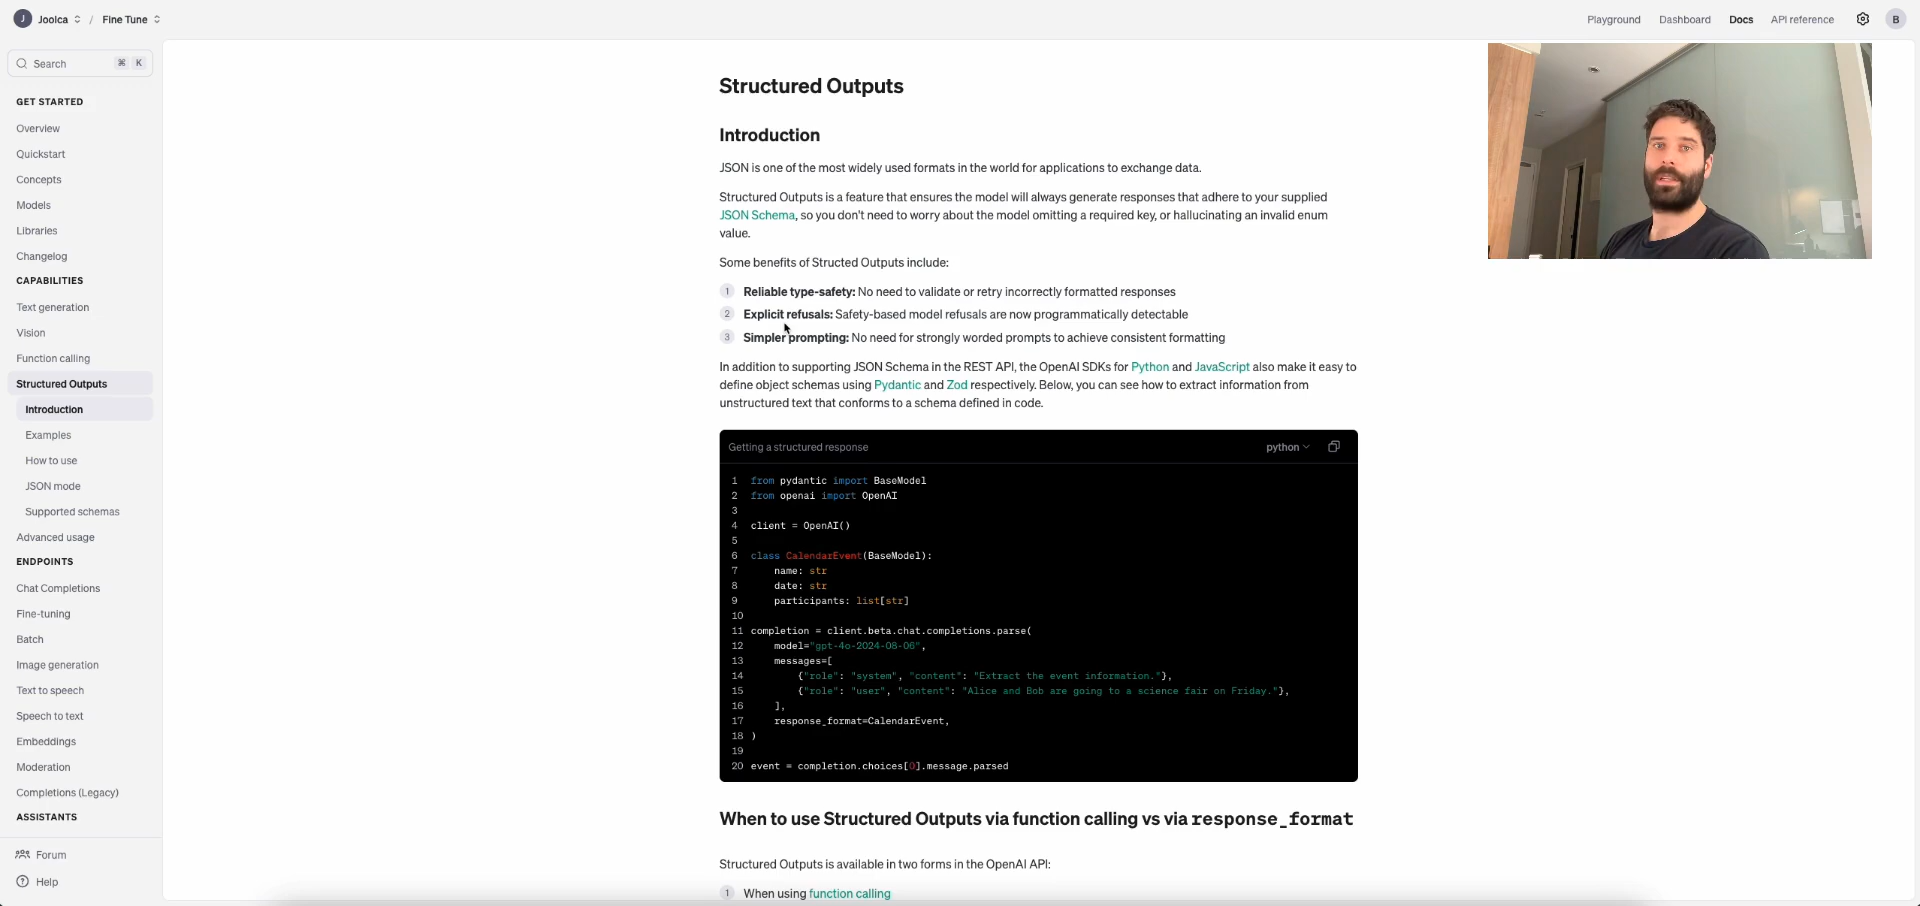 J Joolca / Fine Tune
Playground Dashboard Docs API reference B
Search ⌘ K
GET STARTED
Overview
Quickstart
Concepts
Models
Libraries
Changelog
CAPABILITIES
Text generation
Vision
Function calling
Structured Outputs
Introduction
Examples
How to use
JSON mode
Supported schemas
Advanced usage
ENDPOINTS
Chat Completions
Fine-tuning
Batch
Image generation
Text to speech
Speech to text
Embeddings
Moderation
Completions (Legacy)
ASSISTANTS
Forum
Help
Structured Outputs
Introduction
JSON is one of the most widely used formats in the world for applications to exchange data.
Structured Outputs is a feature that ensures the model will always generate responses that adhere to your supplied
JSON Schema, so you don't need to worry about the model omitting a required key, or hallucinating an invalid enum
value.
Some benefits of Structed Outputs include:
1 Reliable type-safety: No need to validate or retry incorrectly formatted responses
2 Explicit refusals: Safety-based model refusals are now programmatically detectable
3 Simpler prompting: No need for strongly worded prompts to achieve consistent formatting
In addition to supporting JSON Schema in the REST API, the OpenAI SDKs for Python and JavaScript also make it easy to
define object schemas using Pydantic and Zod respectively. Below, you can see how to extract information from
unstructured text that conforms to a schema defined in code.
Getting a structured response python
1 from pydantic import BaseModel
2 from openai import OpenAI
3
4 client = OpenAI()
5
6 class CalendarEvent(BaseModel):
7 name: str
8 date: str
9 participants: list[str]
10
11 completion = client.beta.chat.completions.parse(
12 model="gpt-4o-2024-08-06",
13 messages=[
14 {"role": "system", "content": "Extract the event information."},
15 {"role": "user", "content": "Alice and Bob are going to a science fair on Friday."},
16 ],
17 response_format=CalendarEvent,
18 )
19
20 event = completion.choices[0].message.parsed
When to use Structured Outputs via function calling vs via response_format
Structured Outputs is available in two forms in the OpenAI API:
1 When using function calling